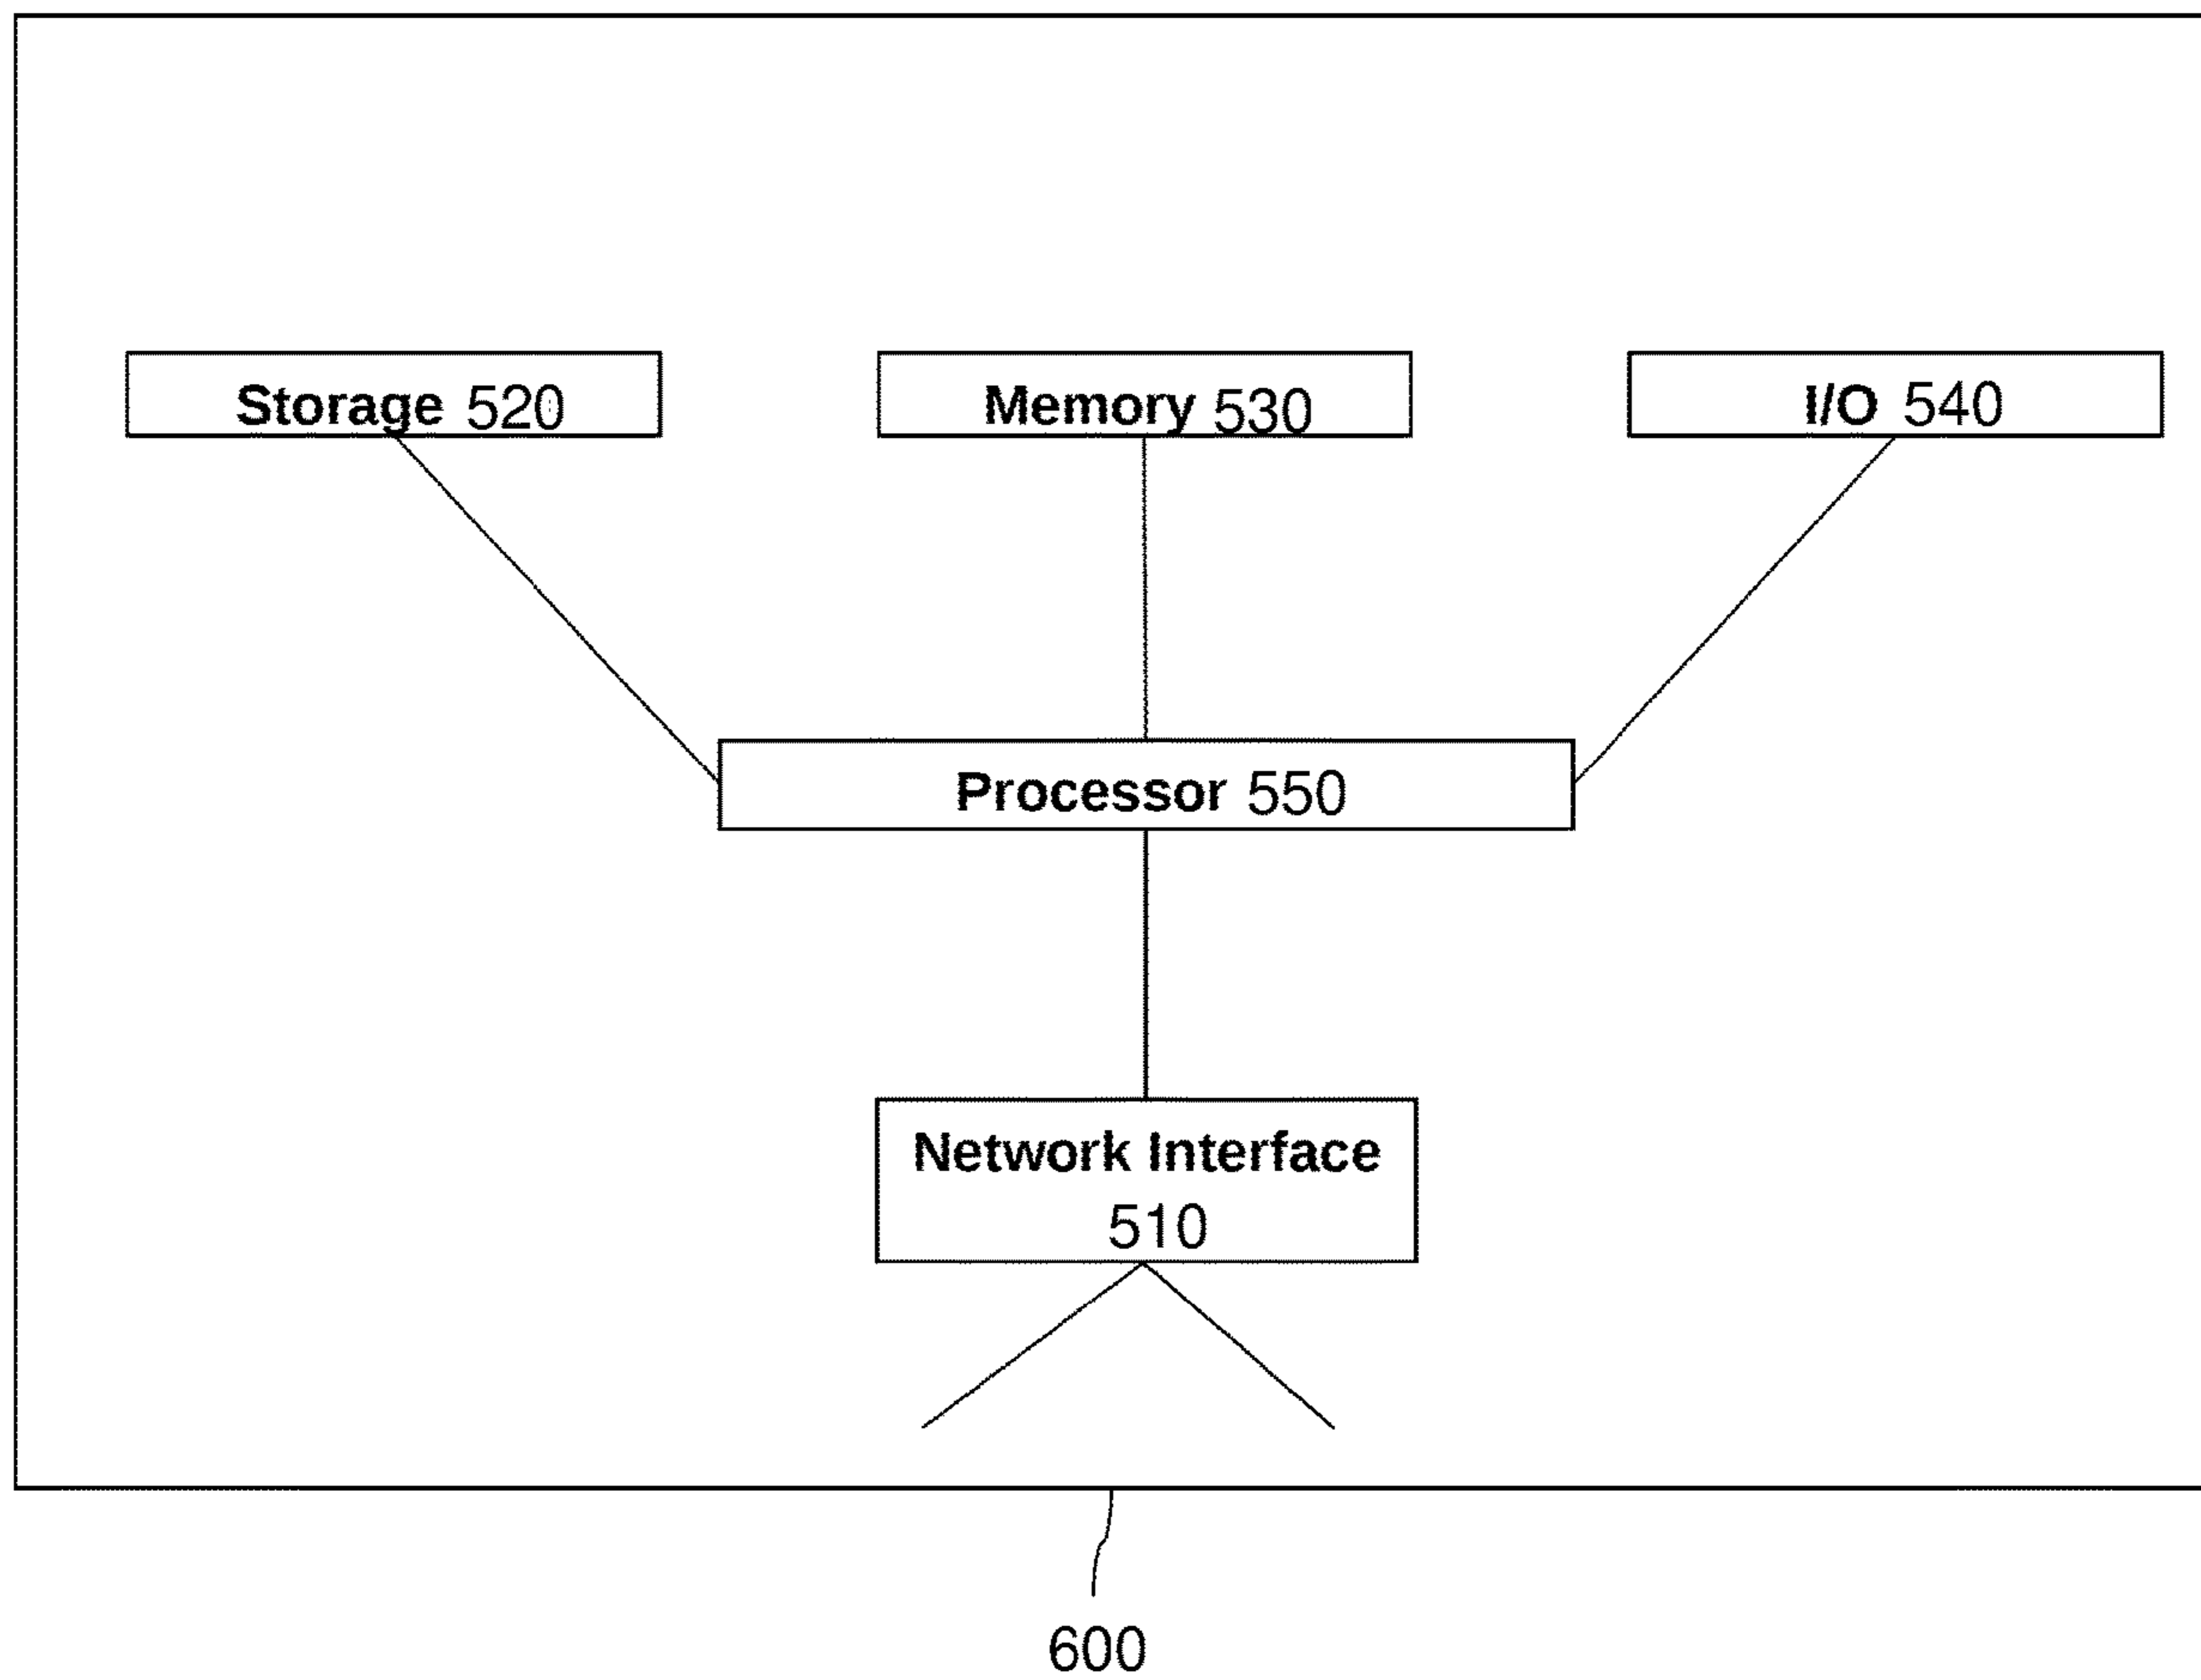 Storage 520
Memory 530
I/O 540
Processor 550
Network Interface
510
600